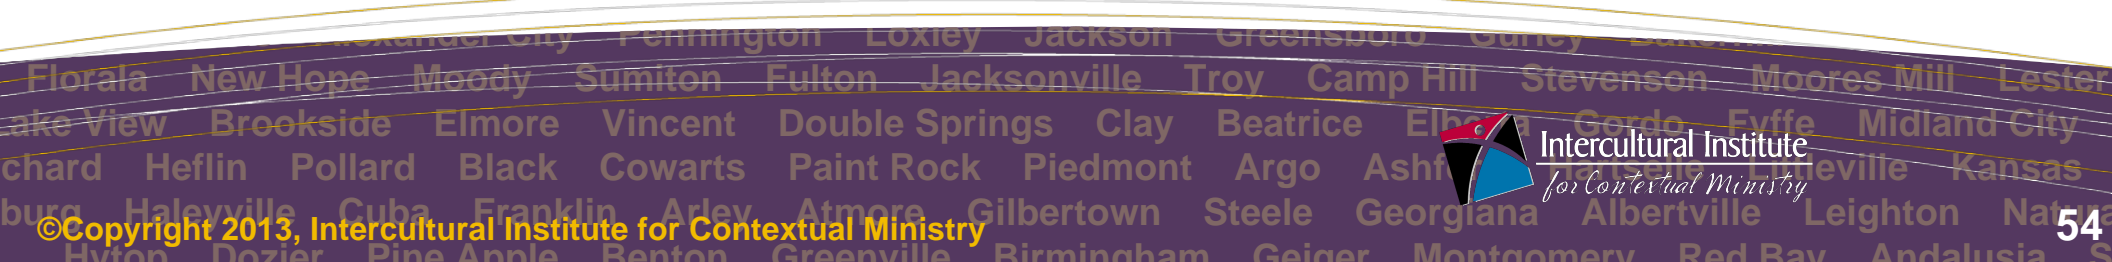 Alexander City Pennington Loxley Jackson Greensboro Gurley
Florala New Hope Moody Sumiton Fulton Jacksonville Troy Camp Hill Stevenson Moores Mill Lester
Lake View Brookside Elmore Vincent Double Springs Clay Beatrice Gordo Fyffe Midland City
chard Heflin Pollard Black Cowarts Paint Rock Piedmont Argo Hartselle Kansas
Intercultural Institute
for Contextual Ministry
burg Haleyville Cuba Franklin Arley Atmore Gilbertown Steele Georgiana Albertville Leighton
©Copyright 2013, Intercultural Institute for Contextual Ministry
54
Hytop Dozier Pine Apple Benton Greenville Birmingham Geiger Montgomery Red Bay Andalusia